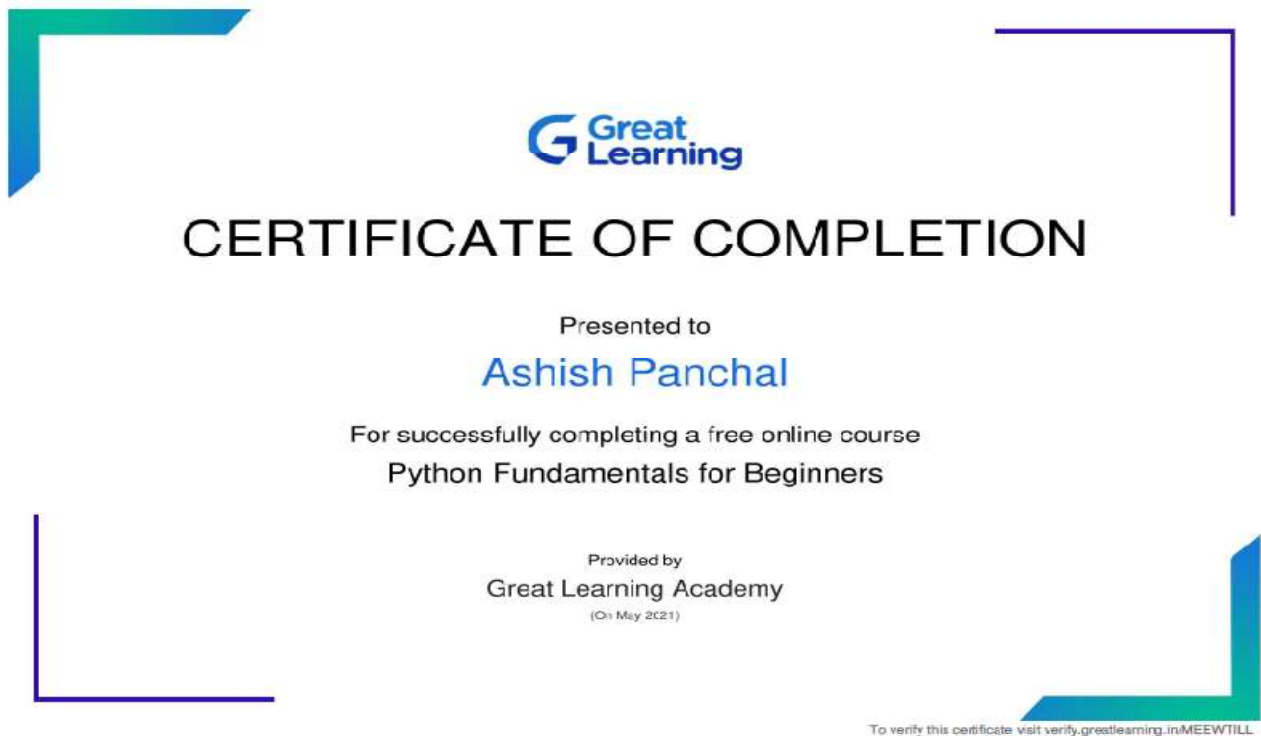 Great
Learning
CERTIFICATE OF COMPLETION
Presented to
Ashish Panchal
For successfully completing a free online course
Python Fundamentals for Beginners
Provided by
Great Learning Academy
(On May 2021)
To verify this certificate visit verify.greatlearning.in/MEEWTILL